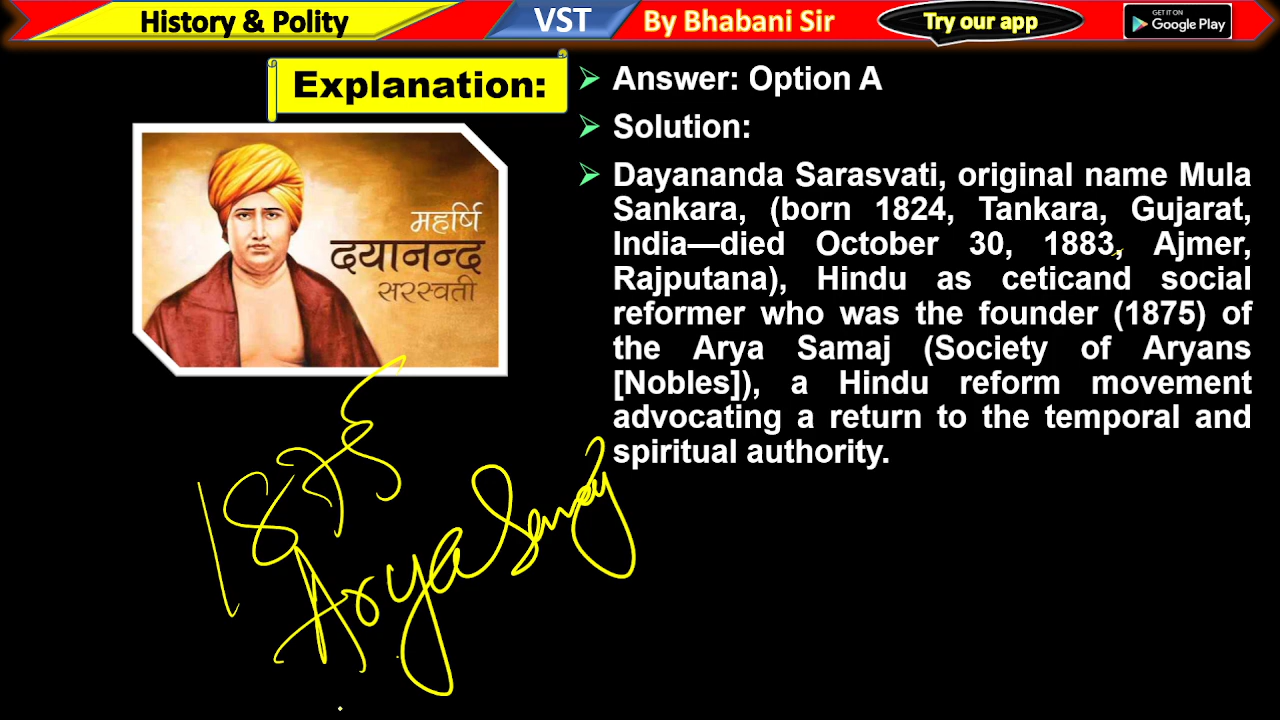 History & Polity
VST
By Bhabani Sir
Try our app
GET IT ON
Google Play
Explanation:
महर्षि
दयानन्द
सरस्वती
➢ Answer: Option A
➢ Solution:
➢ Dayananda Sarasvati, original name Mula
Sankara, (born 1824, Tankara, Gujarat,
India—died October 30, 1883, Ajmer,
Rajputana), Hindu as ceticand social
reformer who was the founder (1875) of
the Arya Samaj (Society of Aryans
[Nobles]), a Hindu reform movement
advocating a return to the temporal and
spiritual authority.
1875
Arya Samaj